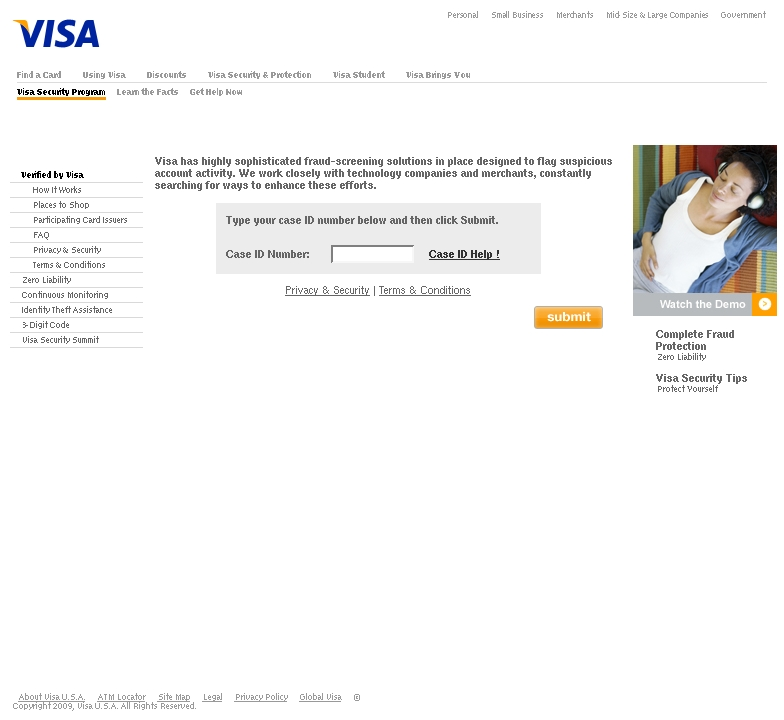 Personal Small Business Merchants Mid-Size & Large Companies Government
VISA
Find a Card Using Visa Discounts Visa Security & Protection Visa Student Visa Brings You
Visa Security Program Learn the Facts Get Help Now
Verified by Visa
How It Works
Places to Shop
Participating Card Issuers
FAQ
Privacy & Security
Terms & Conditions
Zero Liability
Continuous Monitoring
Identity Theft Assistance
3-Digit Code
Visa Security Summit
Visa has highly sophisticated fraud-screening solutions in place designed to flag suspicious
account activity. We work closely with technology companies and merchants, constantly
searching for ways to enhance these efforts.
Type your case ID number below and then click Submit.
Case ID Number: Case ID Help !
Privacy & Security | Terms & Conditions
submit
Watch the Demo
Complete Fraud
Protection
Zero Liability
Visa Security Tips
Protect Yourself
About Visa U.S.A. ATM Locator Site Map Legal Privacy Policy Global Visa ©
Copyright 2009, Visa U.S.A. All Rights Reserved.